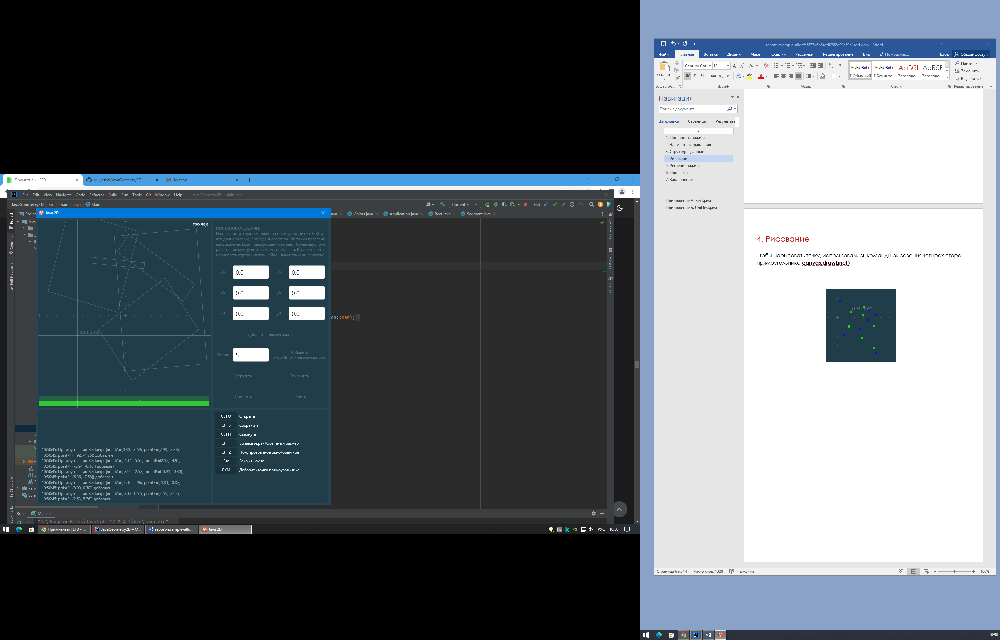 Примитивы | ЕГЭ
yulyaskal/JavaGeometry2D
Курсор
File Edit View Navigate Code Refactor Build Run Tools Git Window Help JavaGeometry2D - Main.java
JavaGeometry2D src main java Main
Current File Git:
Project
Colors.java Application.java Rect.java Segment.java
Java 2D
FPS: 59,9
(-5.61, 2.13)
ПОСТАНОВКА ЗАДАЧИ:
На плоскости задано множество прямоугольников. Найти
что длина отрезка, проведенного от одной точки пересече
максимальна. Если прямоугольники имеют более двух точе
расстояние между которыми максимально. В качестве отве
нарисовать отрезок между найденными точками пересече
xA 0.0 yA 0.0
xB 0.0 yB 0.0
xP 0.0 yP 0.0
Добавить прямоугольник
Кол-во 5 Добавить
случайные прямоугольники
Загрузить Сохранить
Очистить Решить
Ctrl O Открыть
Ctrl S Сохранить
Ctrl H Свернуть
Ctrl 1 Во весь экран/Обычный размер
Ctrl 2 Полупрозрачное окно/обычное
Esc Закрыть окно
ЛКМ Добавить точку прямоугольника
10:50:45: Прямоугольник Rectangle{pointA=(0.30, -8.59), pointB=(7.98, -3.33),
10:50:45: pointP=(1.92, -4.75)} добавлен
10:50:45: Прямоугольник Rectangle{pointA=(-4.14, -5.56), pointB=(2.12, -4.95),
10:50:45: pointP=(-3.94, -6.16)} добавлен
10:50:45: Прямоугольник Rectangle{pointA=(-8.99, -2.53), pointB=(-0.91, -0.30),
10:50:45: pointP=(6.36, -7.58)} добавлен
10:50:45: Прямоугольник Rectangle{pointA=(-0.10, 5.96), pointB=(-1.31, -8.38),
10:50:45: pointP=(8.99, 0.30)} добавлен
10:50:45: Прямоугольник Rectangle{pointA=(-3.13, 1.52), pointB=(4.55, -3.94),
10:50:45: pointP=(2.53, 5.76)} добавлен
on::new); }
Project
Commit
Pull Requests
Structure
Bookmarks
Notifications
Database
Maven
Run: Main
"C:\Program Files\Java\jdk-17.0.4.1\bin\java.exe" ...
Примитивы | ЕГЭ - ... JavaGeometry2D – M... report-example-a8d... Java 2D
Ru РУС 10:50
report-example-a8dafa5f77d6b64cd0762d99c59b14ed.docx - Word
Файл Главная Вставка Дизайн Макет Ссылки Рассылки Рецензирование Вид Помощник... Вход Общий доступ
Вставить
Century Gotl 12
Ж К Ч abc
АаБбВвГг, АаБбВвГг, АаБбІ АаБбЕ
¶ Обычный ¶ Без инте... Заголово... Заголово...
Найти
Заменить
Выделить
Буфер об... Шрифт Абзац Стили Редактирование
Навигация
Поиск в документе
Заголовки Страницы Результать
1. Постановка задачи
2. Элементы управления
3. Структуры данных
4. Рисование
5. Решение задачи
6. Проверка
7. Заключение
Приложение А. Rect.java
Приложение Б. UnitTest.java
4. Рисование
Чтобы нарисовать точку, использовались команды рисования четырех сторон
прямоугольника canvas.drawLine()
(1.56, -0.60)
Страница 6 из 14 Число слов: 1328 русский 100%
10:50